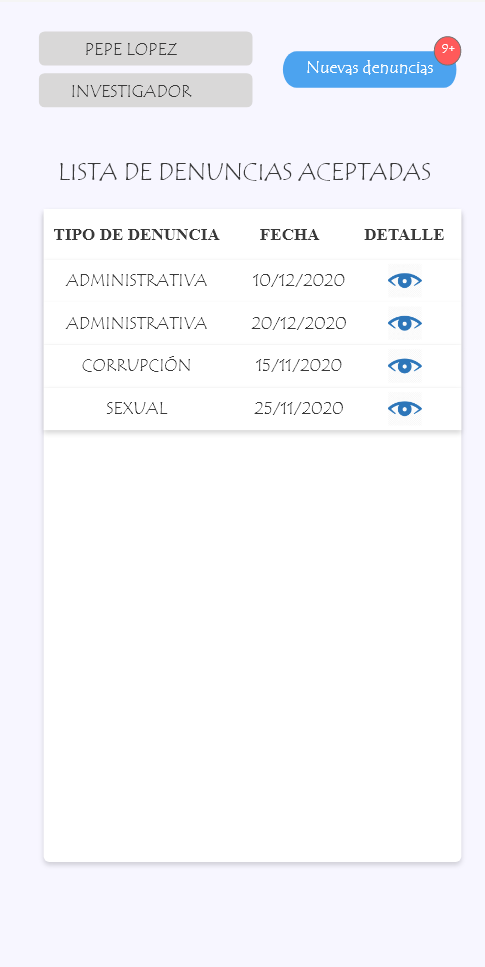 PEPE LOPEZ
INVESTIGADOR
Nuevas denuncias
9+
LISTA DE DENUNCIAS ACEPTADAS
TIPO DE DENUNCIA FECHA DETALLE
ADMINISTRATIVA 10/12/2020
ADMINISTRATIVA 20/12/2020
CORRUPCIÓN 15/11/2020
SEXUAL 25/11/2020